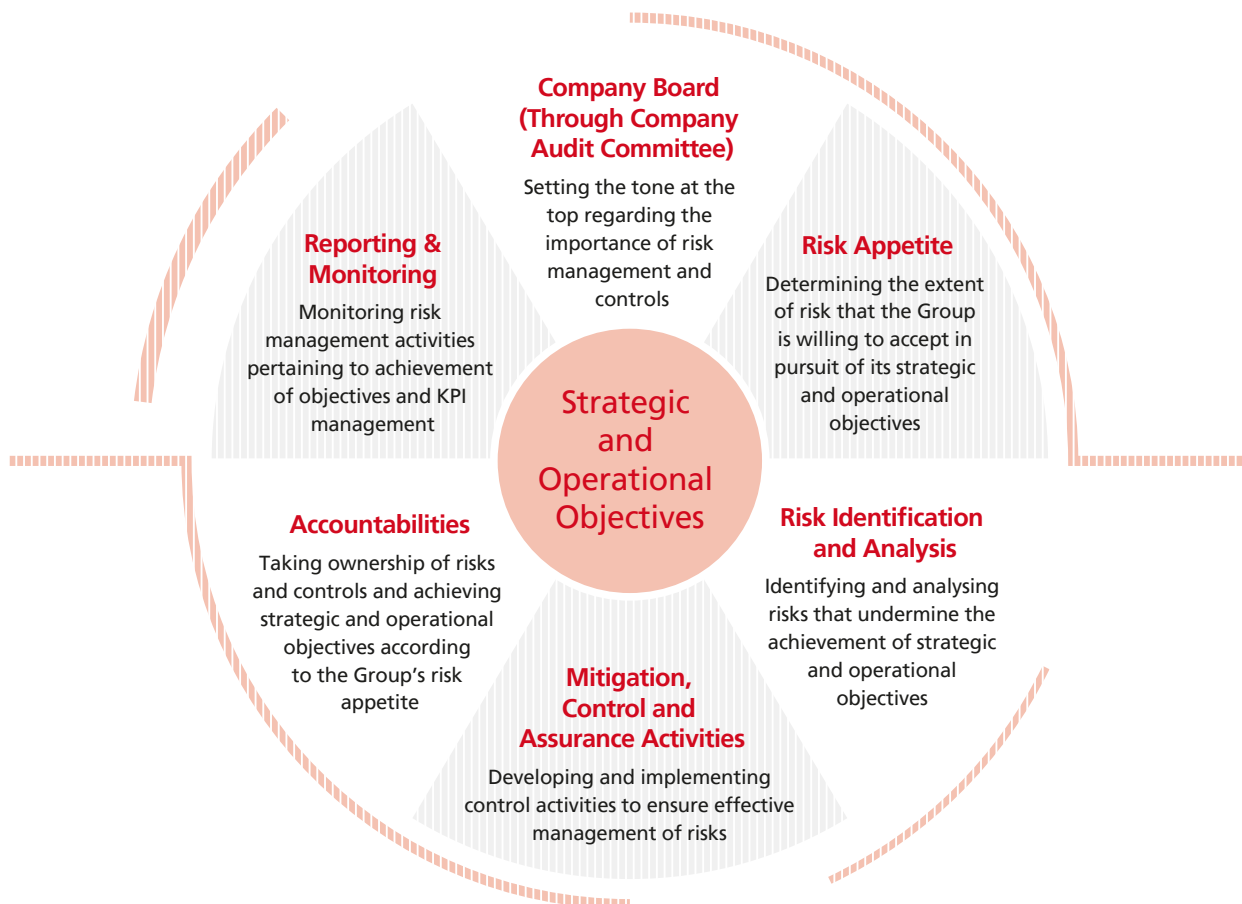 Company Board
(Through Company
Audit Committee)
Setting the tone at the
top regarding the
importance of risk
management and
controls
Risk Appetite
Determining the extent
of risk that the Group
is willing to accept in
pursuit of its strategic
and operational
objectives
Risk Identification
and Analysis
Identifying and analysing
risks that undermine the
achievement of strategic
and operational
objectives
Mitigation,
Control and
Assurance Activities
Developing and implementing
control activities to ensure effective
management of risks
Accountabilities
Taking ownership of risks
and controls and achieving
strategic and operational
objectives according
to the Group’s risk
appetite
Reporting &
Monitoring
Monitoring risk
management activities
pertaining to achievement
of objectives and KPI
management
Strategic
and
Operational
Objectives